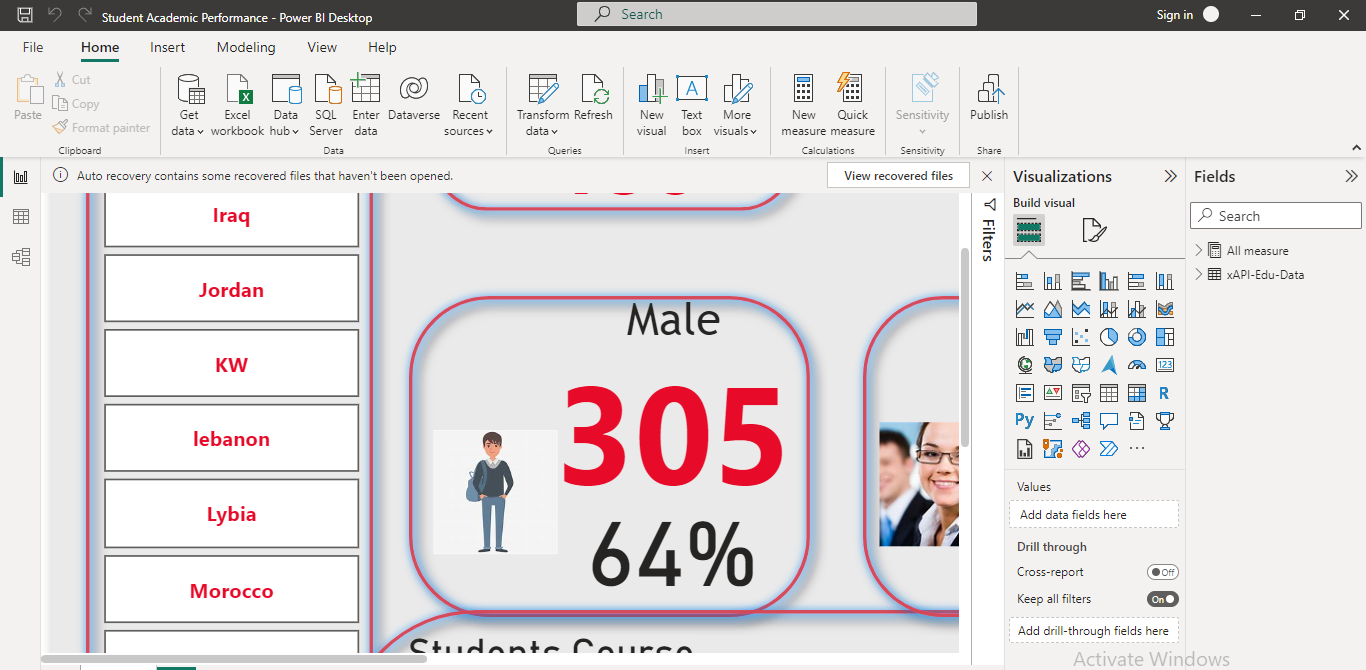 Student Academic Performance - Power BI Desktop
Search
Sign in
File Home Insert Modeling View Help
Paste
Cut
Copy
Format painter
Clipboard
Get data
Excel workbook
Data hub
SQL Server
Enter data
Dataverse
Recent sources
Data
Transform data
Refresh
Queries
New visual
Text box
More visuals
Insert
New measure
Quick measure
Calculations
Sensitivity
Sensitivity
Publish
Share
Auto recovery contains some recovered files that haven't been opened.
View recovered files
Iraq
Jordan
KW
lebanon
Lybia
Morocco
Male
305
64%
Students Course
Filters
Visualizations
Build visual
123
R
Py
Values
Add data fields here
Drill through
Cross-report
Off
Keep all filters
On
Add drill-through fields here
Fields
Search
All measure
xAPI-Edu-Data
Activate Windows